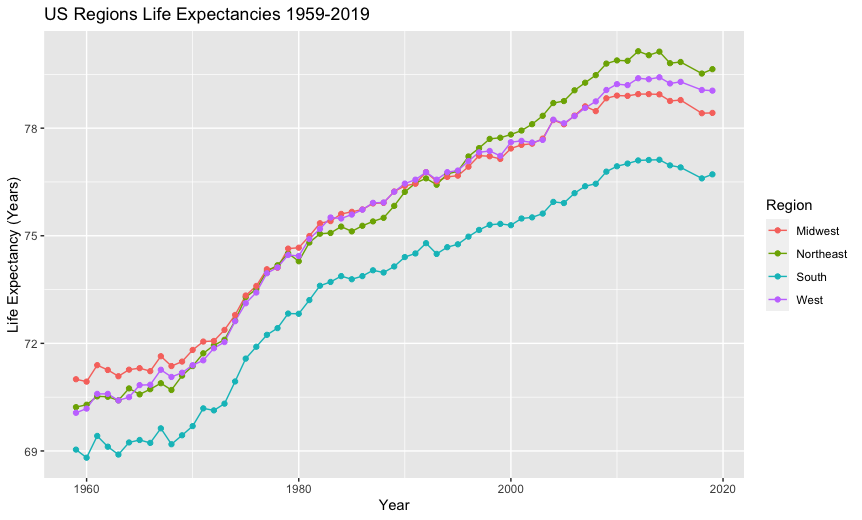 US Regions Life Expectancies 1959-2019
Life Expectancy (Years)
78
75
72
69
1960
1980
2000
2020
Year
Region
Midwest
Northeast
South
West